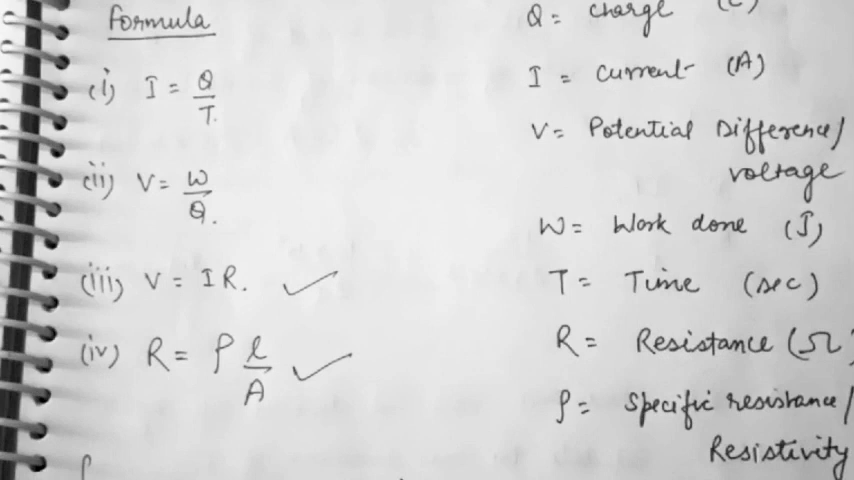 Formula
(i) I = Q/T.
(ii) V = W/Q.
(iii) V = IR. ✓
(iv) R = ρ l/A ✓
Q = charge (C)
I = Current (A)
V = Potential Difference/
voltage
W = Work done (J)
T = Time (sec)
R = Resistance (Ω)
ρ = Specific resistance/
Resistivity